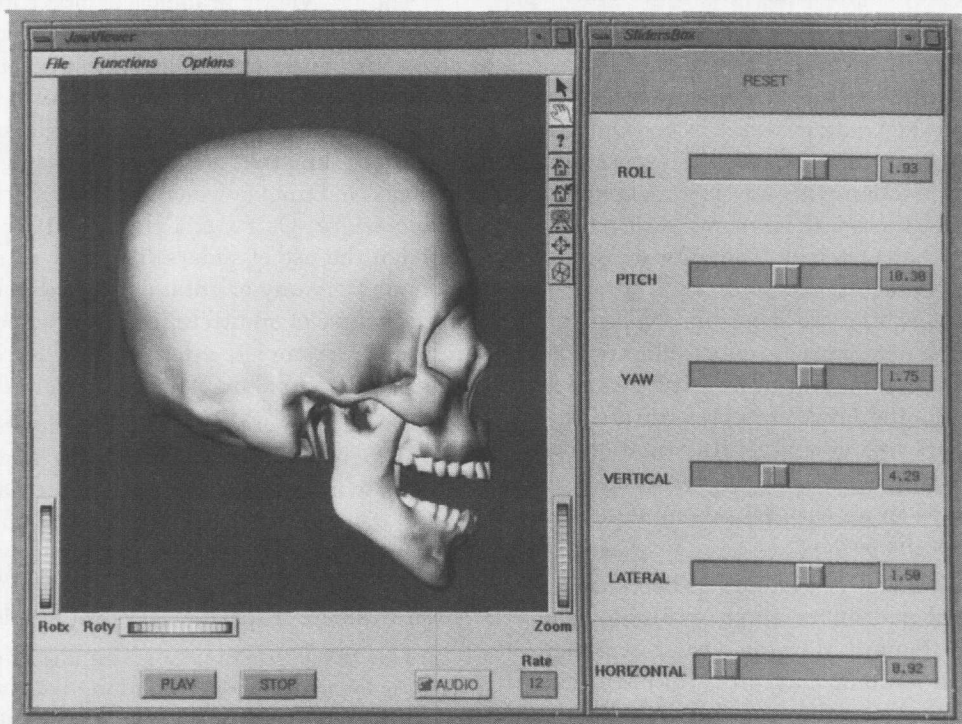 JawViewer
File Functions Options
?
Rotx Roty Zoom
PLAY STOP AUDIO Rate
12
SlidersBox
RESET
ROLL 1.93
PITCH 10.30
YAW 1.75
VERTICAL 4.29
LATERAL 1.50
HORIZONTAL 0.92